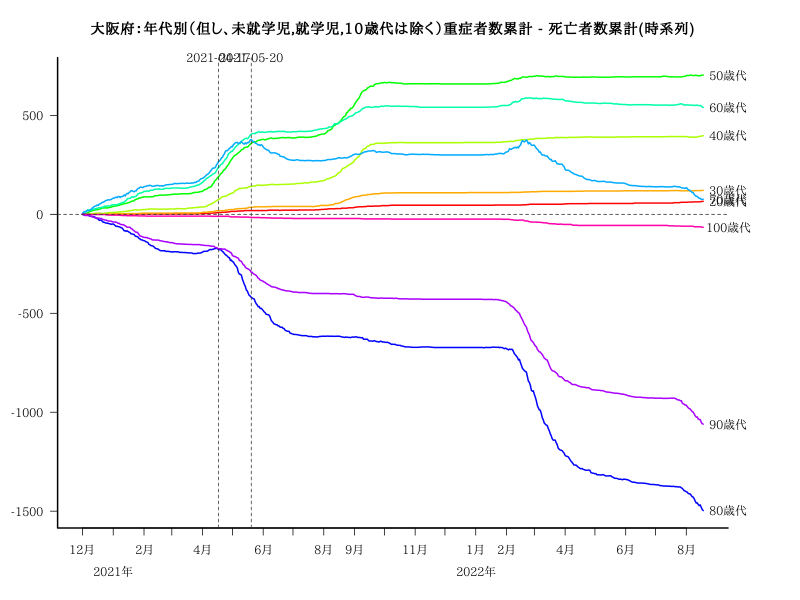 大阪府：年代別（但し、未就学児,就学児,１０歳代は除く）重症者数累計 - 死亡者数累計(時系列)
2021-04-17
2021-05-20
50歳代
60歳代
40歳代
30歳代
70歳代
20歳代
100歳代
90歳代
80歳代
500
0
-500
-1000
-1500
12月 2月 4月 6月 8月 9月 11月 1月 2月 4月 6月 8月
2021年 2022年